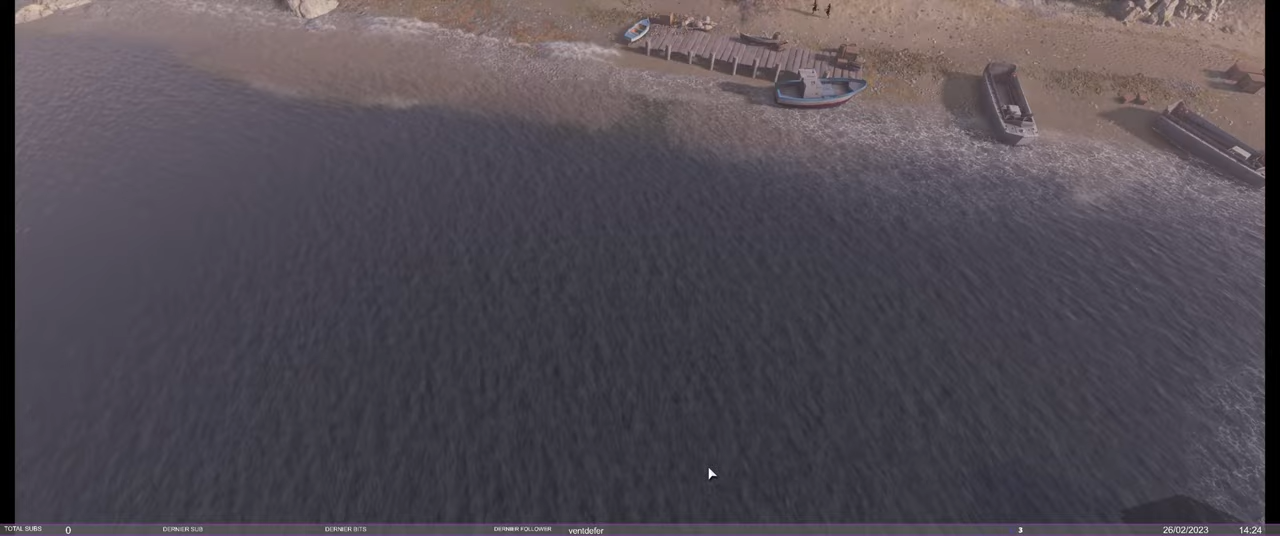 TOTAL SUBS 0 DERNIER SUB DERNIER BITS DERNIER FOLLOWER ventdefer 3 26/02/2023 14:24